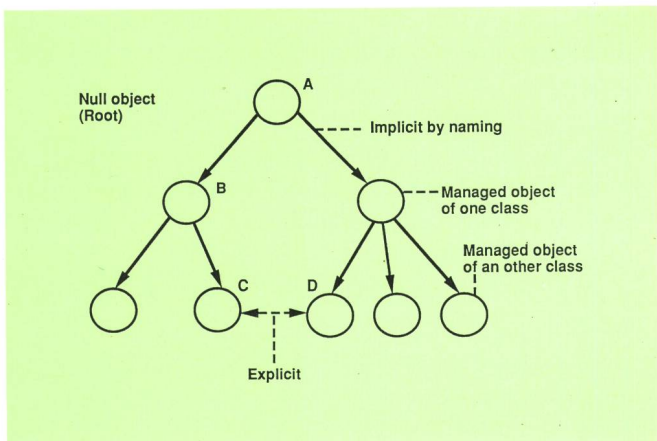 A
Null object
(Root)
Implicit by naming
B
Managed object
of one class
Managed object
of an other class
C
D
Explicit